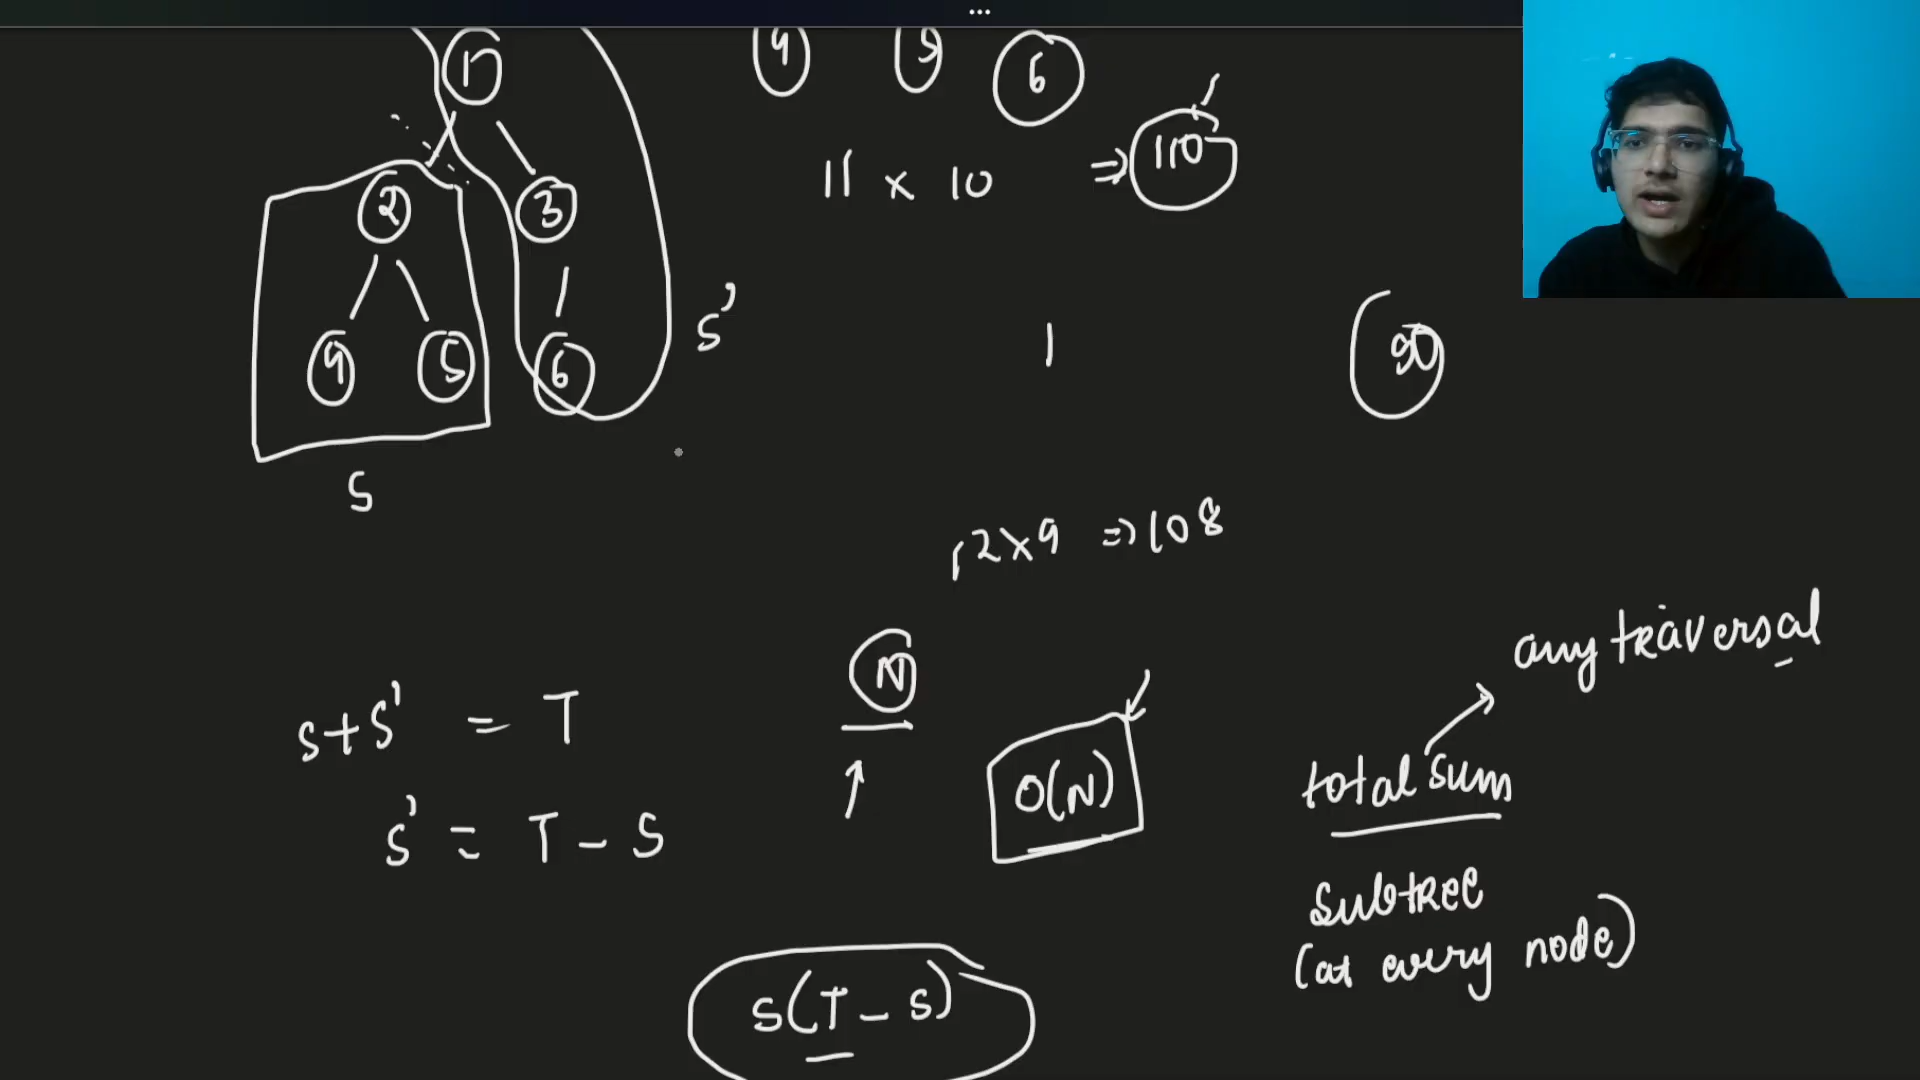 ...
1
4 5 6
11 x 10 => 110
2 3
4 5 6
S'
1
90
S
12x9 => 108
any traversal
N
S+S' = T
O(N)
total sum
S' = T - S
subtree
(at every node)
S(T - S)